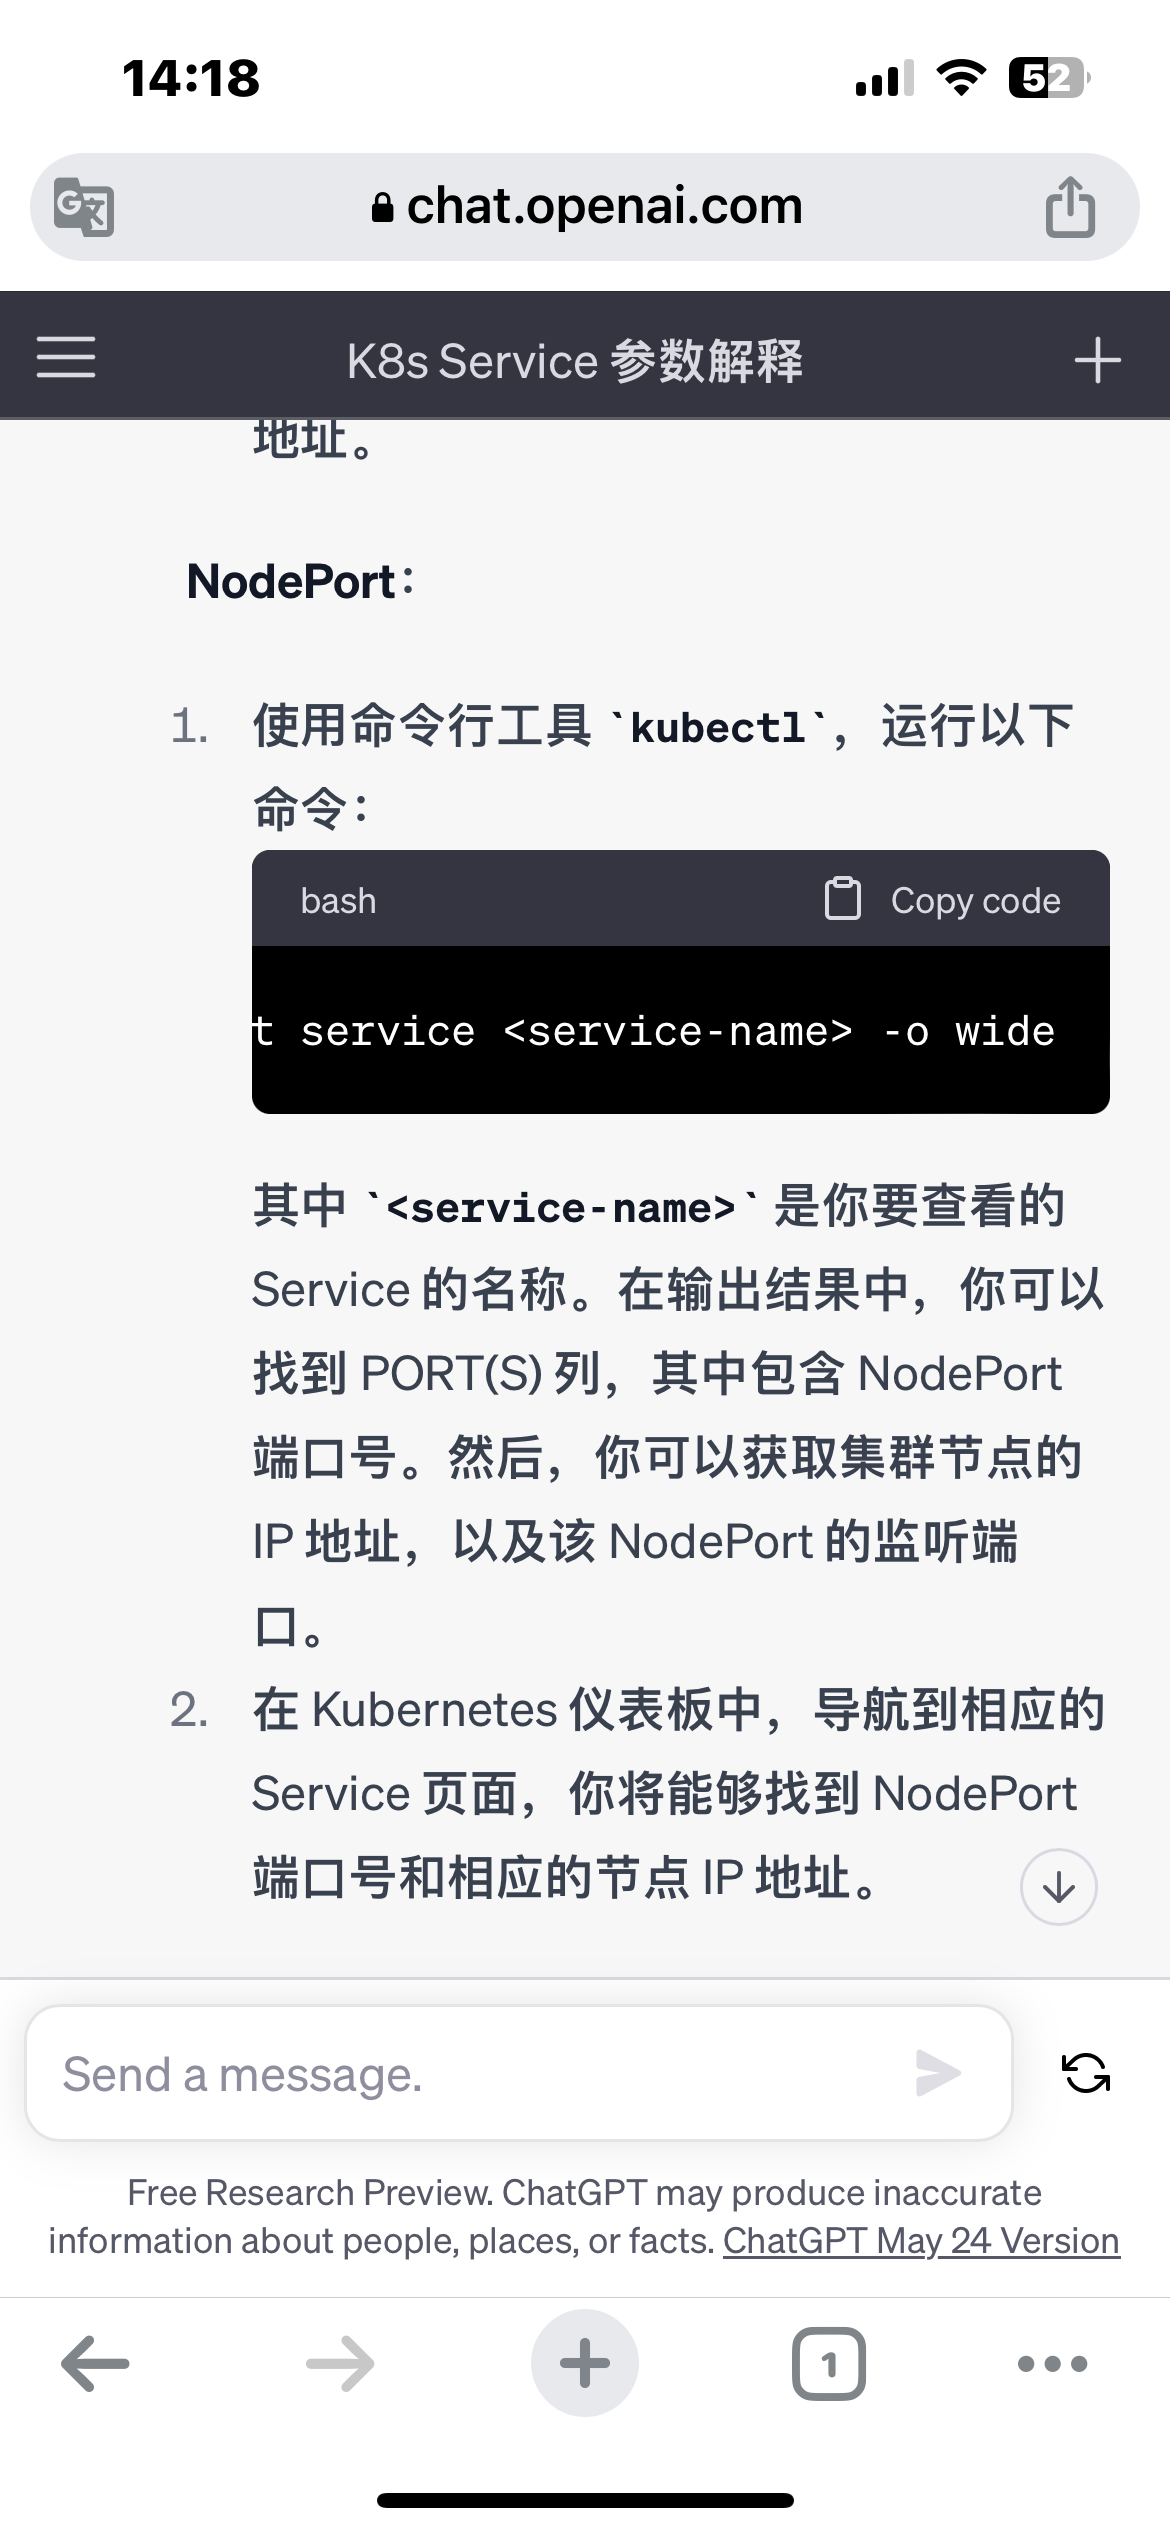 14:18
52
chat.openai.com
K8s Service 参数解释
地址。
NodePort：
1. 使用命令行工具 `kubectl`，运行以下
命令：
bash Copy code
t service <service-name> -o wide
其中 `<service-name>` 是你要查看的
Service 的名称。在输出结果中，你可以
找到 PORT(S) 列，其中包含 NodePort
端口号。然后，你可以获取集群节点的
IP 地址，以及该 NodePort 的监听端
口。
2. 在 Kubernetes 仪表板中，导航到相应的
Service 页面，你将能够找到 NodePort
端口号和相应的节点 IP 地址。
Send a message.
Free Research Preview. ChatGPT may produce inaccurate
information about people, places, or facts. ChatGPT May 24 Version
1